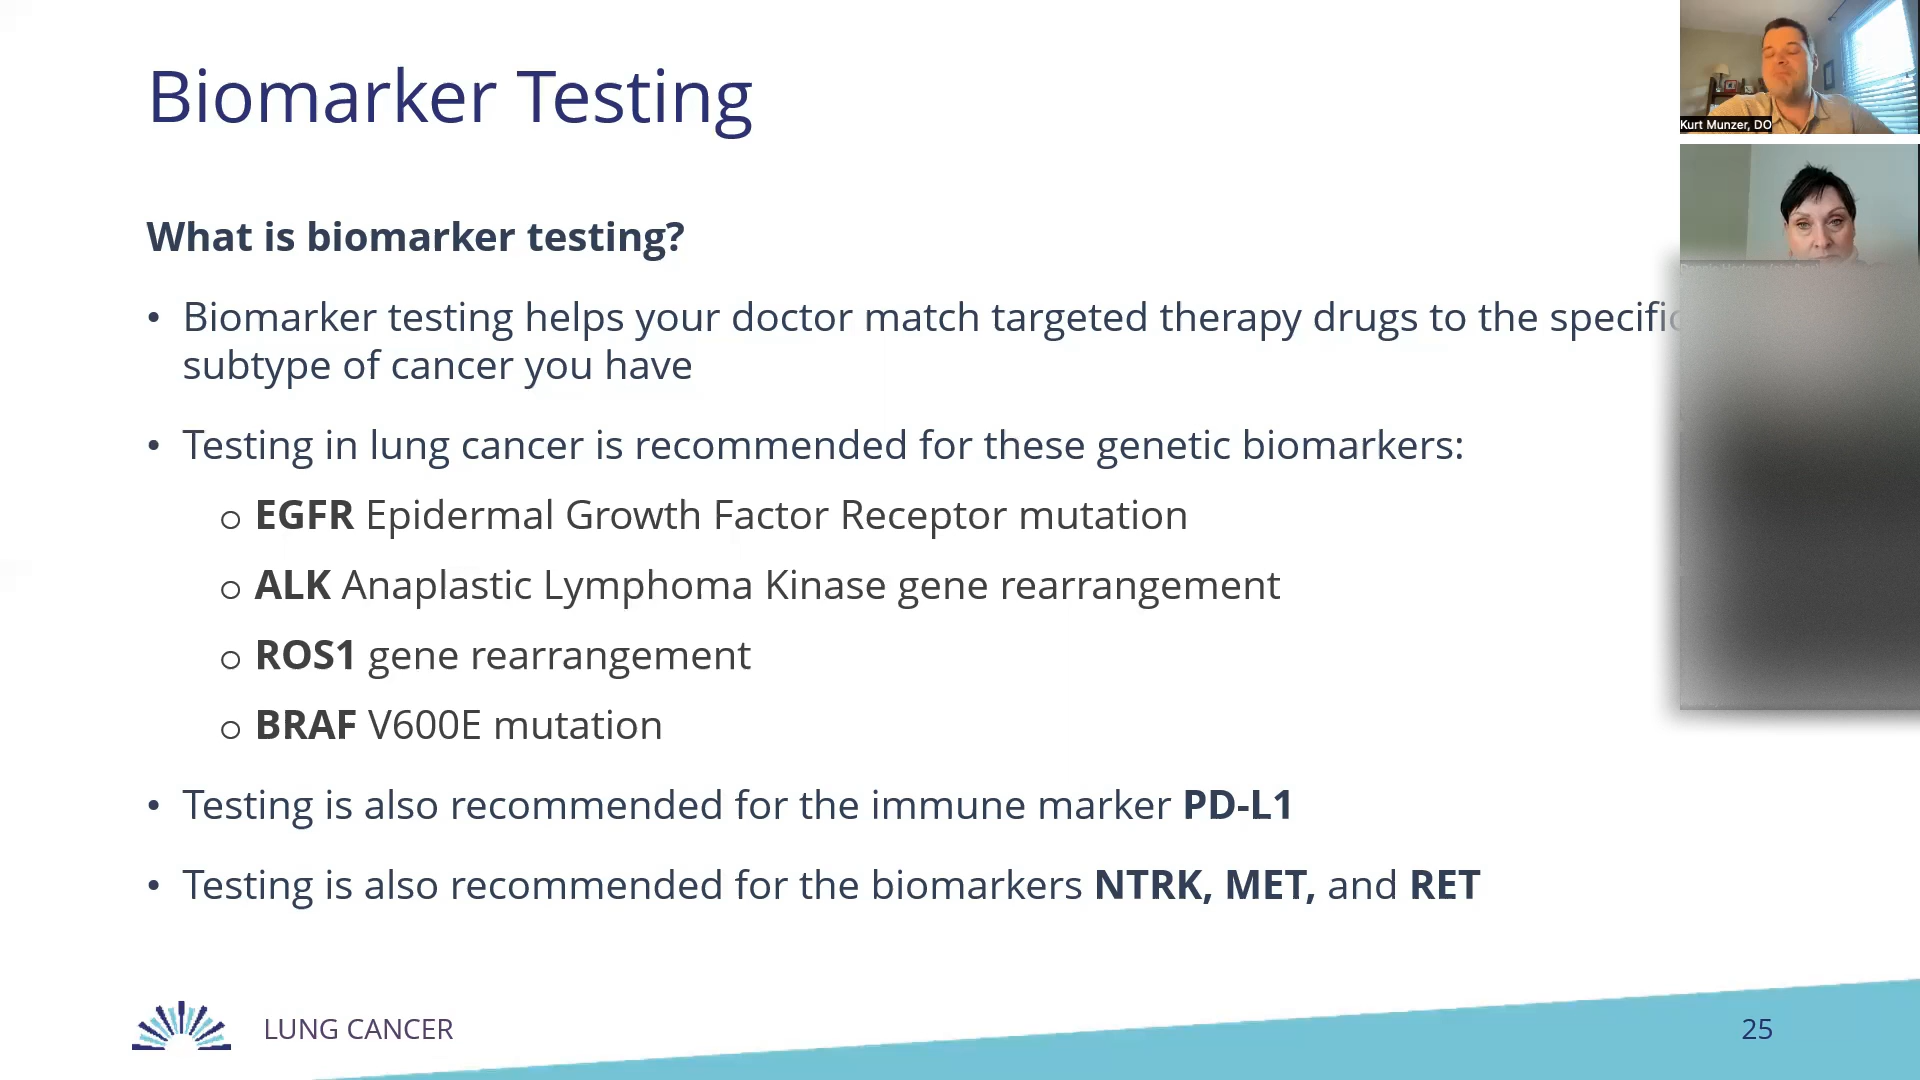 Biomarker Testing
Kurt Munzer, DO
What is biomarker testing?
• Biomarker testing helps your doctor match targeted therapy drugs to the specific
subtype of cancer you have
• Testing in lung cancer is recommended for these genetic biomarkers:
o EGFR Epidermal Growth Factor Receptor mutation
o ALK Anaplastic Lymphoma Kinase gene rearrangement
o ROS1 gene rearrangement
o BRAF V600E mutation
• Testing is also recommended for the immune marker PD-L1
• Testing is also recommended for the biomarkers NTRK, MET, and RET
LUNG CANCER
25